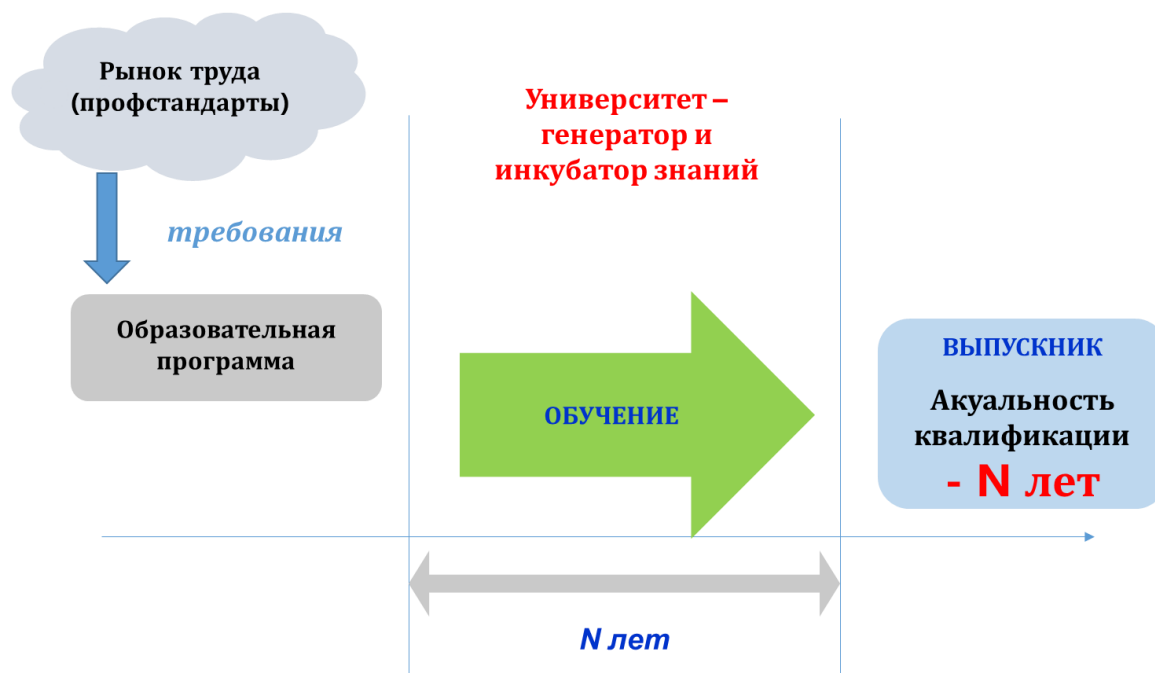 Рынок труда
(профстандарты)
Университет –
генератор и
инкубатор знаний
требования
Образовательная
программа
ОБУЧЕНИЕ
ВЫПУСКНИК
Акуальность
квалификации
- N лет
N лет